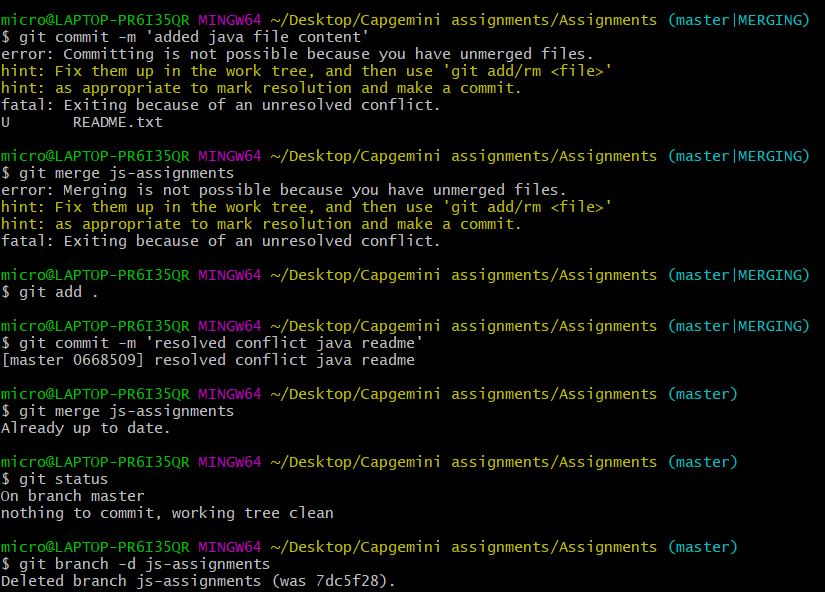 micro@LAPTOP-PR6I35QR MINGW64 ~/Desktop/Capgemini assignments/Assignments (master|MERGING)
$ git commit -m 'added java file content'
error: Committing is not possible because you have unmerged files.
hint: Fix them up in the work tree, and then use 'git add/rm <file>'
hint: as appropriate to mark resolution and make a commit.
fatal: Exiting because of an unresolved conflict.
U       README.txt
micro@LAPTOP-PR6I35QR MINGW64 ~/Desktop/Capgemini assignments/Assignments (master|MERGING)
$ git merge js-assignments
error: Merging is not possible because you have unmerged files.
hint: Fix them up in the work tree, and then use 'git add/rm <file>'
hint: as appropriate to mark resolution and make a commit.
fatal: Exiting because of an unresolved conflict.
micro@LAPTOP-PR6I35QR MINGW64 ~/Desktop/Capgemini assignments/Assignments (master|MERGING)
$ git add .
micro@LAPTOP-PR6I35QR MINGW64 ~/Desktop/Capgemini assignments/Assignments (master|MERGING)
$ git commit -m 'resolved conflict java readme'
[master 0668509] resolved conflict java readme
micro@LAPTOP-PR6I35QR MINGW64 ~/Desktop/Capgemini assignments/Assignments (master)
$ git merge js-assignments
Already up to date.
micro@LAPTOP-PR6I35QR MINGW64 ~/Desktop/Capgemini assignments/Assignments (master)
$ git status
On branch master
nothing to commit, working tree clean
micro@LAPTOP-PR6I35QR MINGW64 ~/Desktop/Capgemini assignments/Assignments (master)
$ git branch -d js-assignments
Deleted branch js-assignments (was 7dc5f28).